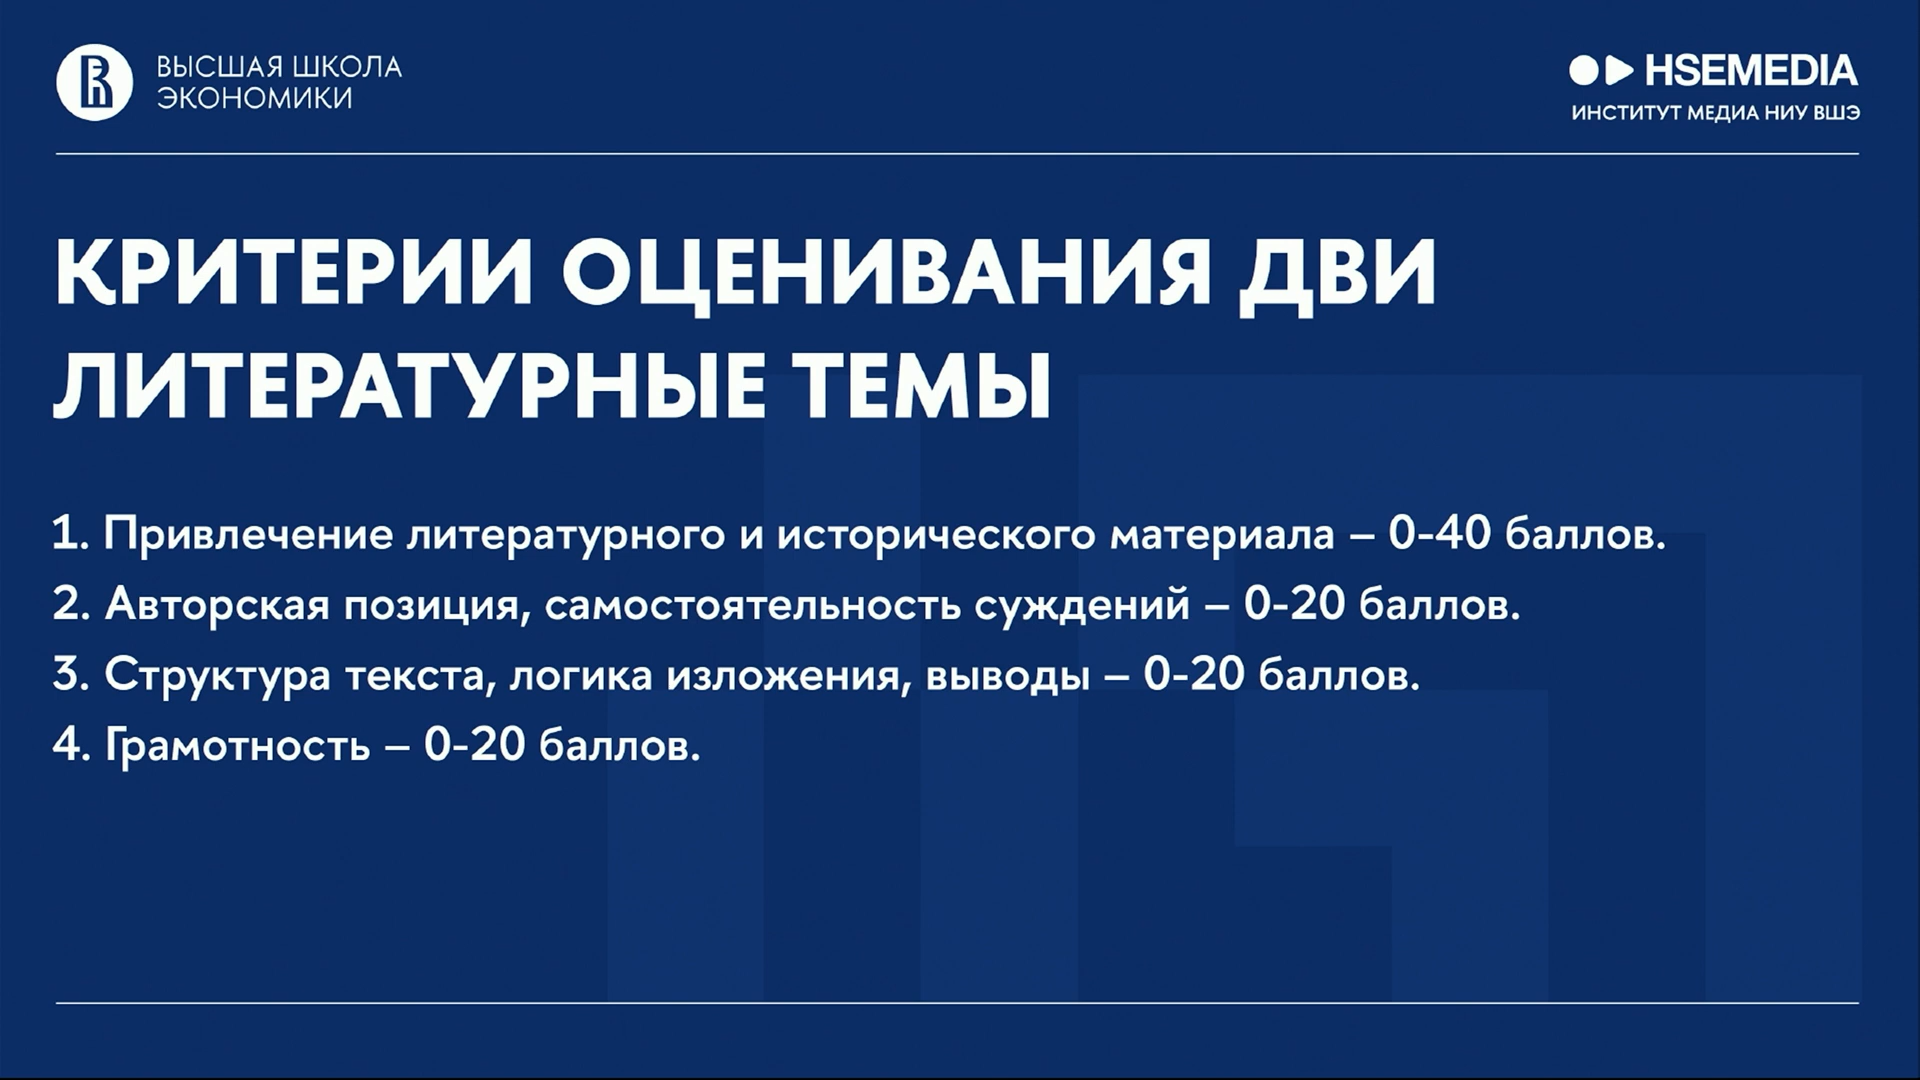 ВЫСШАЯ ШКОЛА
ЭКОНОМИКИ
HSEMEDIA
ИНСТИТУТ МЕДИА НИУ ВШЭ
КРИТЕРИИ ОЦЕНИВАНИЯ ДВИ
ЛИТЕРАТУРНЫЕ ТЕМЫ
1. Привлечение литературного и исторического материала – 0-40 баллов.
2. Авторская позиция, самостоятельность суждений – 0-20 баллов.
3. Структура текста, логика изложения, выводы – 0-20 баллов.
4. Грамотность – 0-20 баллов.